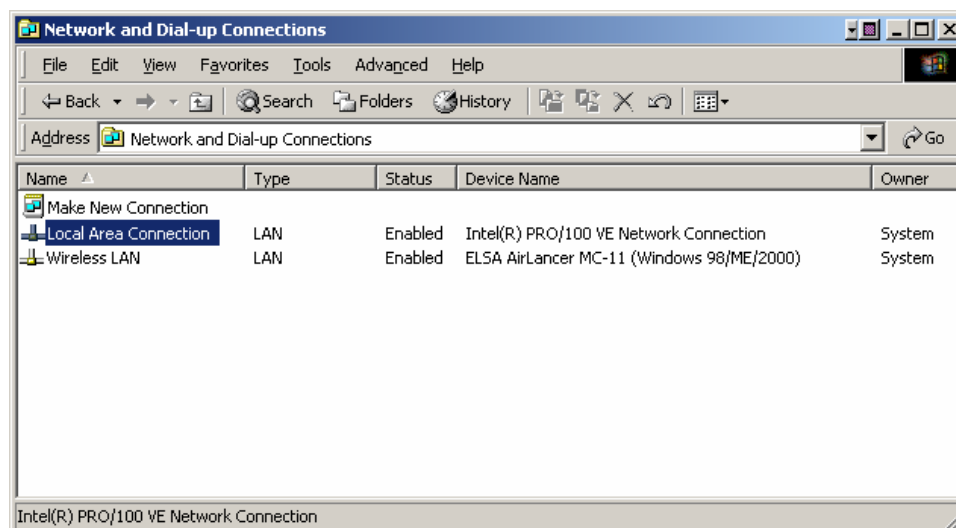 Network and Dial-up Connections
File Edit View Favorites Tools Advanced Help
Back Search Folders History
Address Network and Dial-up Connections Go
Name Type Status Device Name Owner
Make New Connection
Local Area Connection LAN Enabled Intel(R) PRO/100 VE Network Connection System
Wireless LAN LAN Enabled ELSA AirLancer MC-11 (Windows 98/ME/2000) System
Intel(R) PRO/100 VE Network Connection